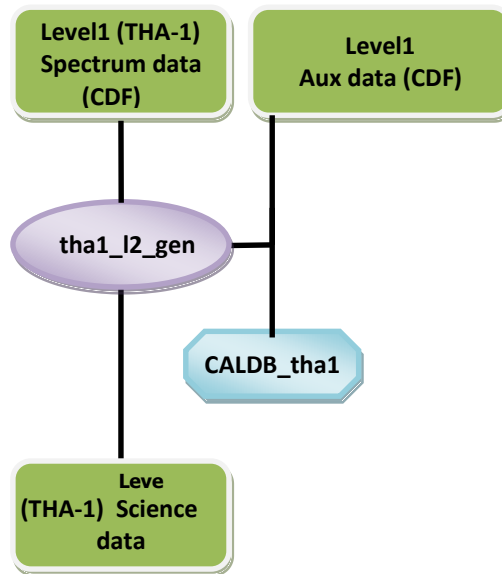 Level1 (THA-1)
Spectrum data
(CDF)
Level1
Aux data (CDF)
tha1_l2_gen
CALDB_tha1
Leve
(THA-1) Science
data